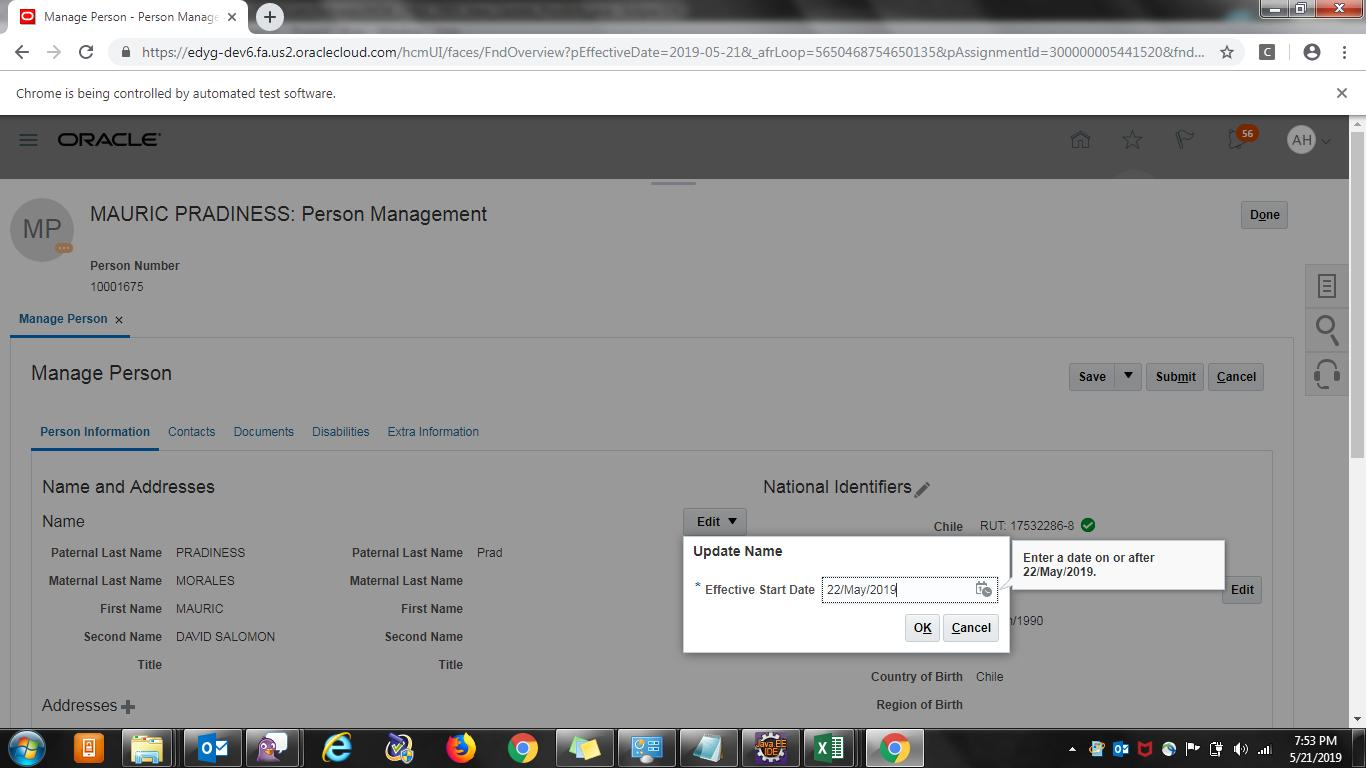 Manage Person - Person Manage
https://edyg-dev6.fa.us2.oraclecloud.com/hcmUI/faces/FndOverview?pEffectiveDate=2019-05-21&_afrLoop=5650468754650135&pAssignmentId=300000005441520&fnd...
C
Chrome is being controlled by automated test software.
ORACLE
56
AH
MP
MAURIC PRADINESS: Person Management
Done
Person Number
10001675
Manage Person
Manage Person
Save
Submit
Cancel
Person Information Contacts Documents Disabilities Extra Information
Name and Addresses
National Identifiers
Name
Edit
Chile RUT: 17532286-8
Paternal Last Name PRADINESS Paternal Last Name Prad
Update Name
Enter a date on or after
22/May/2019.
Maternal Last Name MORALES Maternal Last Name
* Effective Start Date 22/May/2019
Edit
First Name MAURIC First Name
/1990
OK Cancel
Second Name DAVID SALOMON Second Name
Title Title
Country of Birth Chile
Addresses
Region of Birth
Java EE
IDE
7:53 PM
5/21/2019